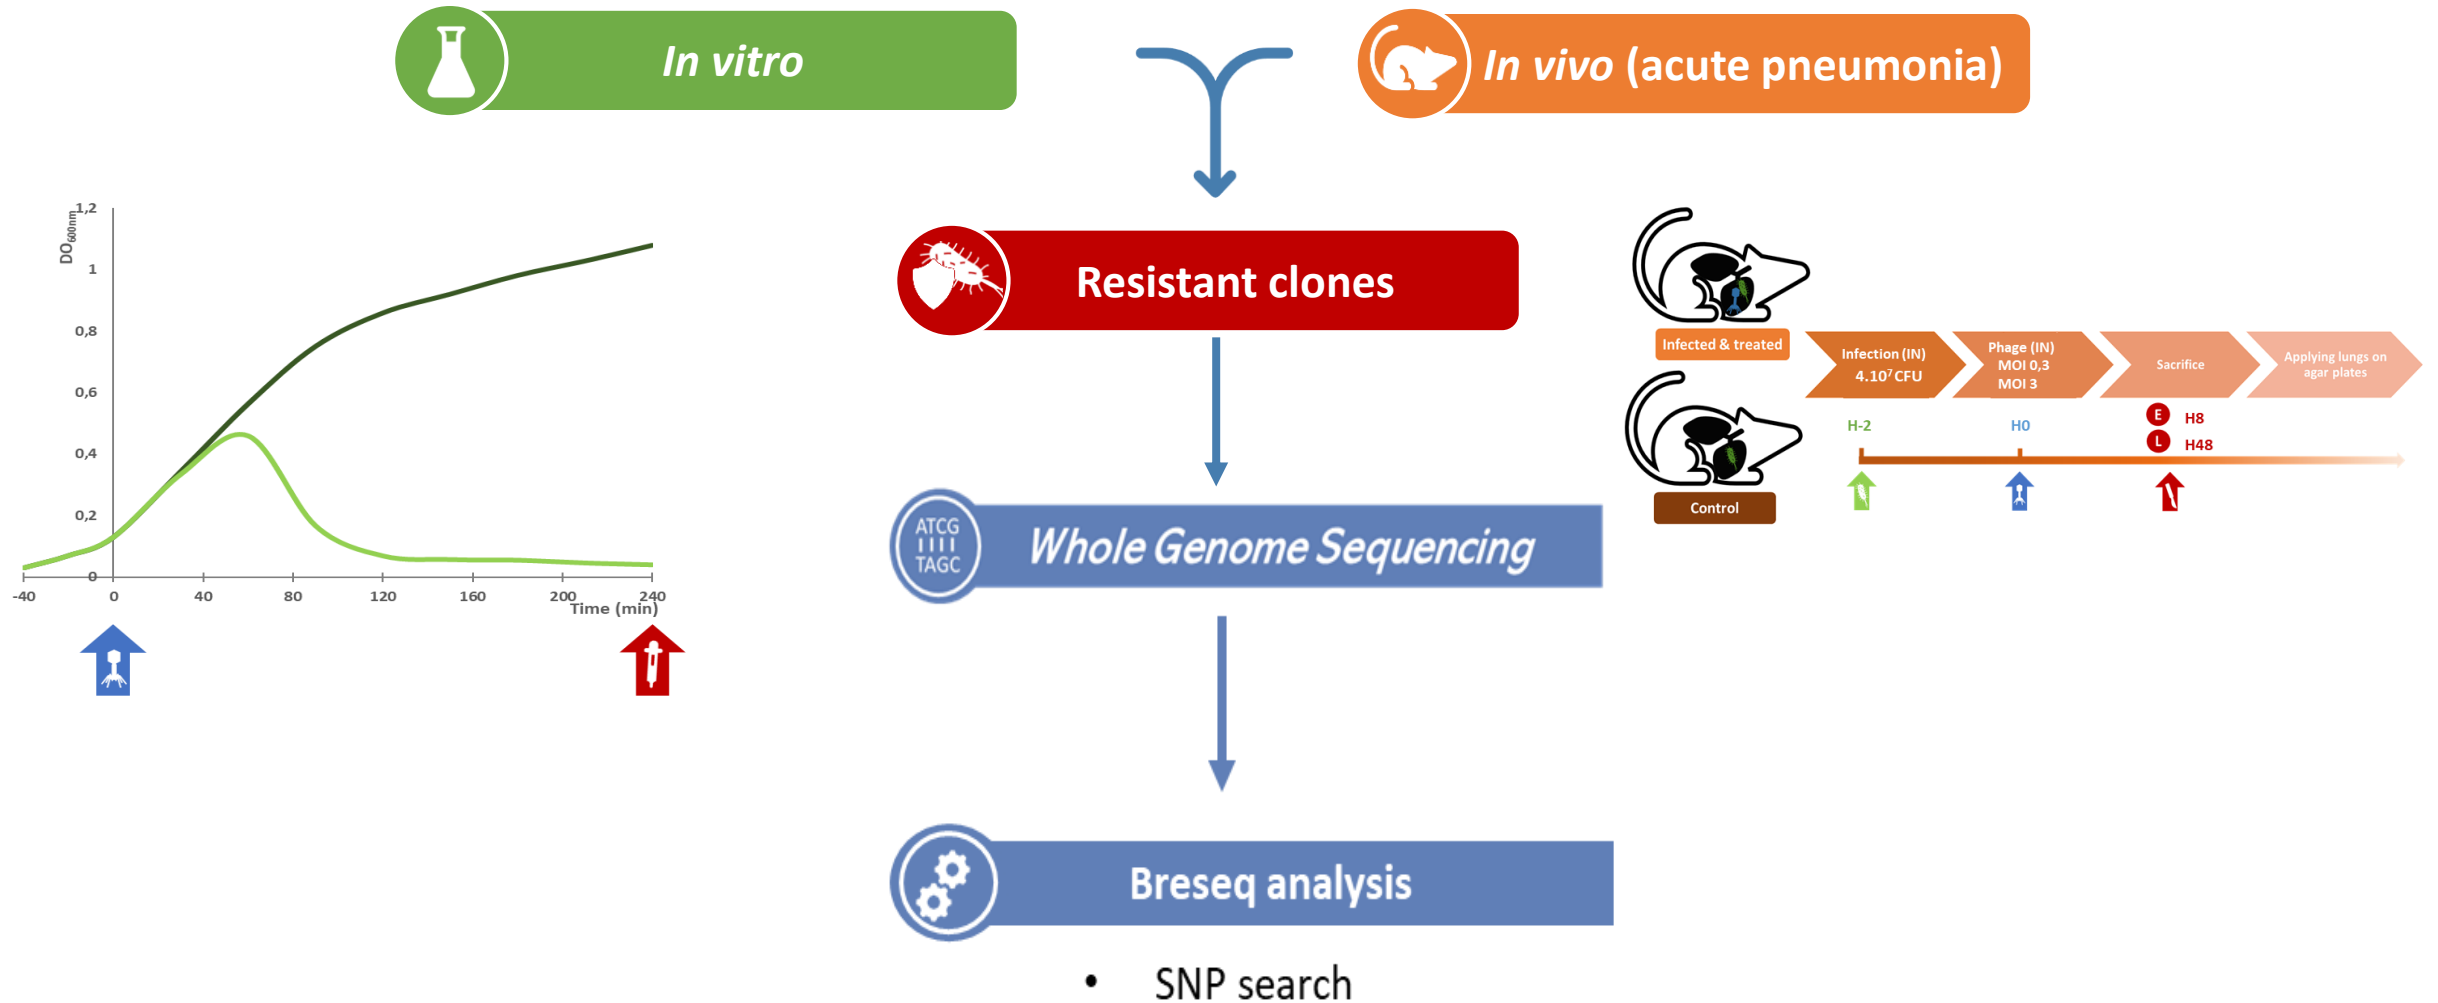 In vitro
In vivo (acute pneumonia)
DO600nm
1,2
1
0,8
0,6
0,4
0,2
0
-40
0
40
80
120
160
200
240
Time (min)
Resistant clones
ATCG
TAGC
Whole Genome Sequencing
Breseq analysis
• SNP search
Infected & treated
Control
Infection (IN)
4.10⁷ CFU
Phage (IN)
MOI 0,3
MOI 3
Sacrifice
Applying lungs on
agar plates
H-2
H0
E H8
L H48